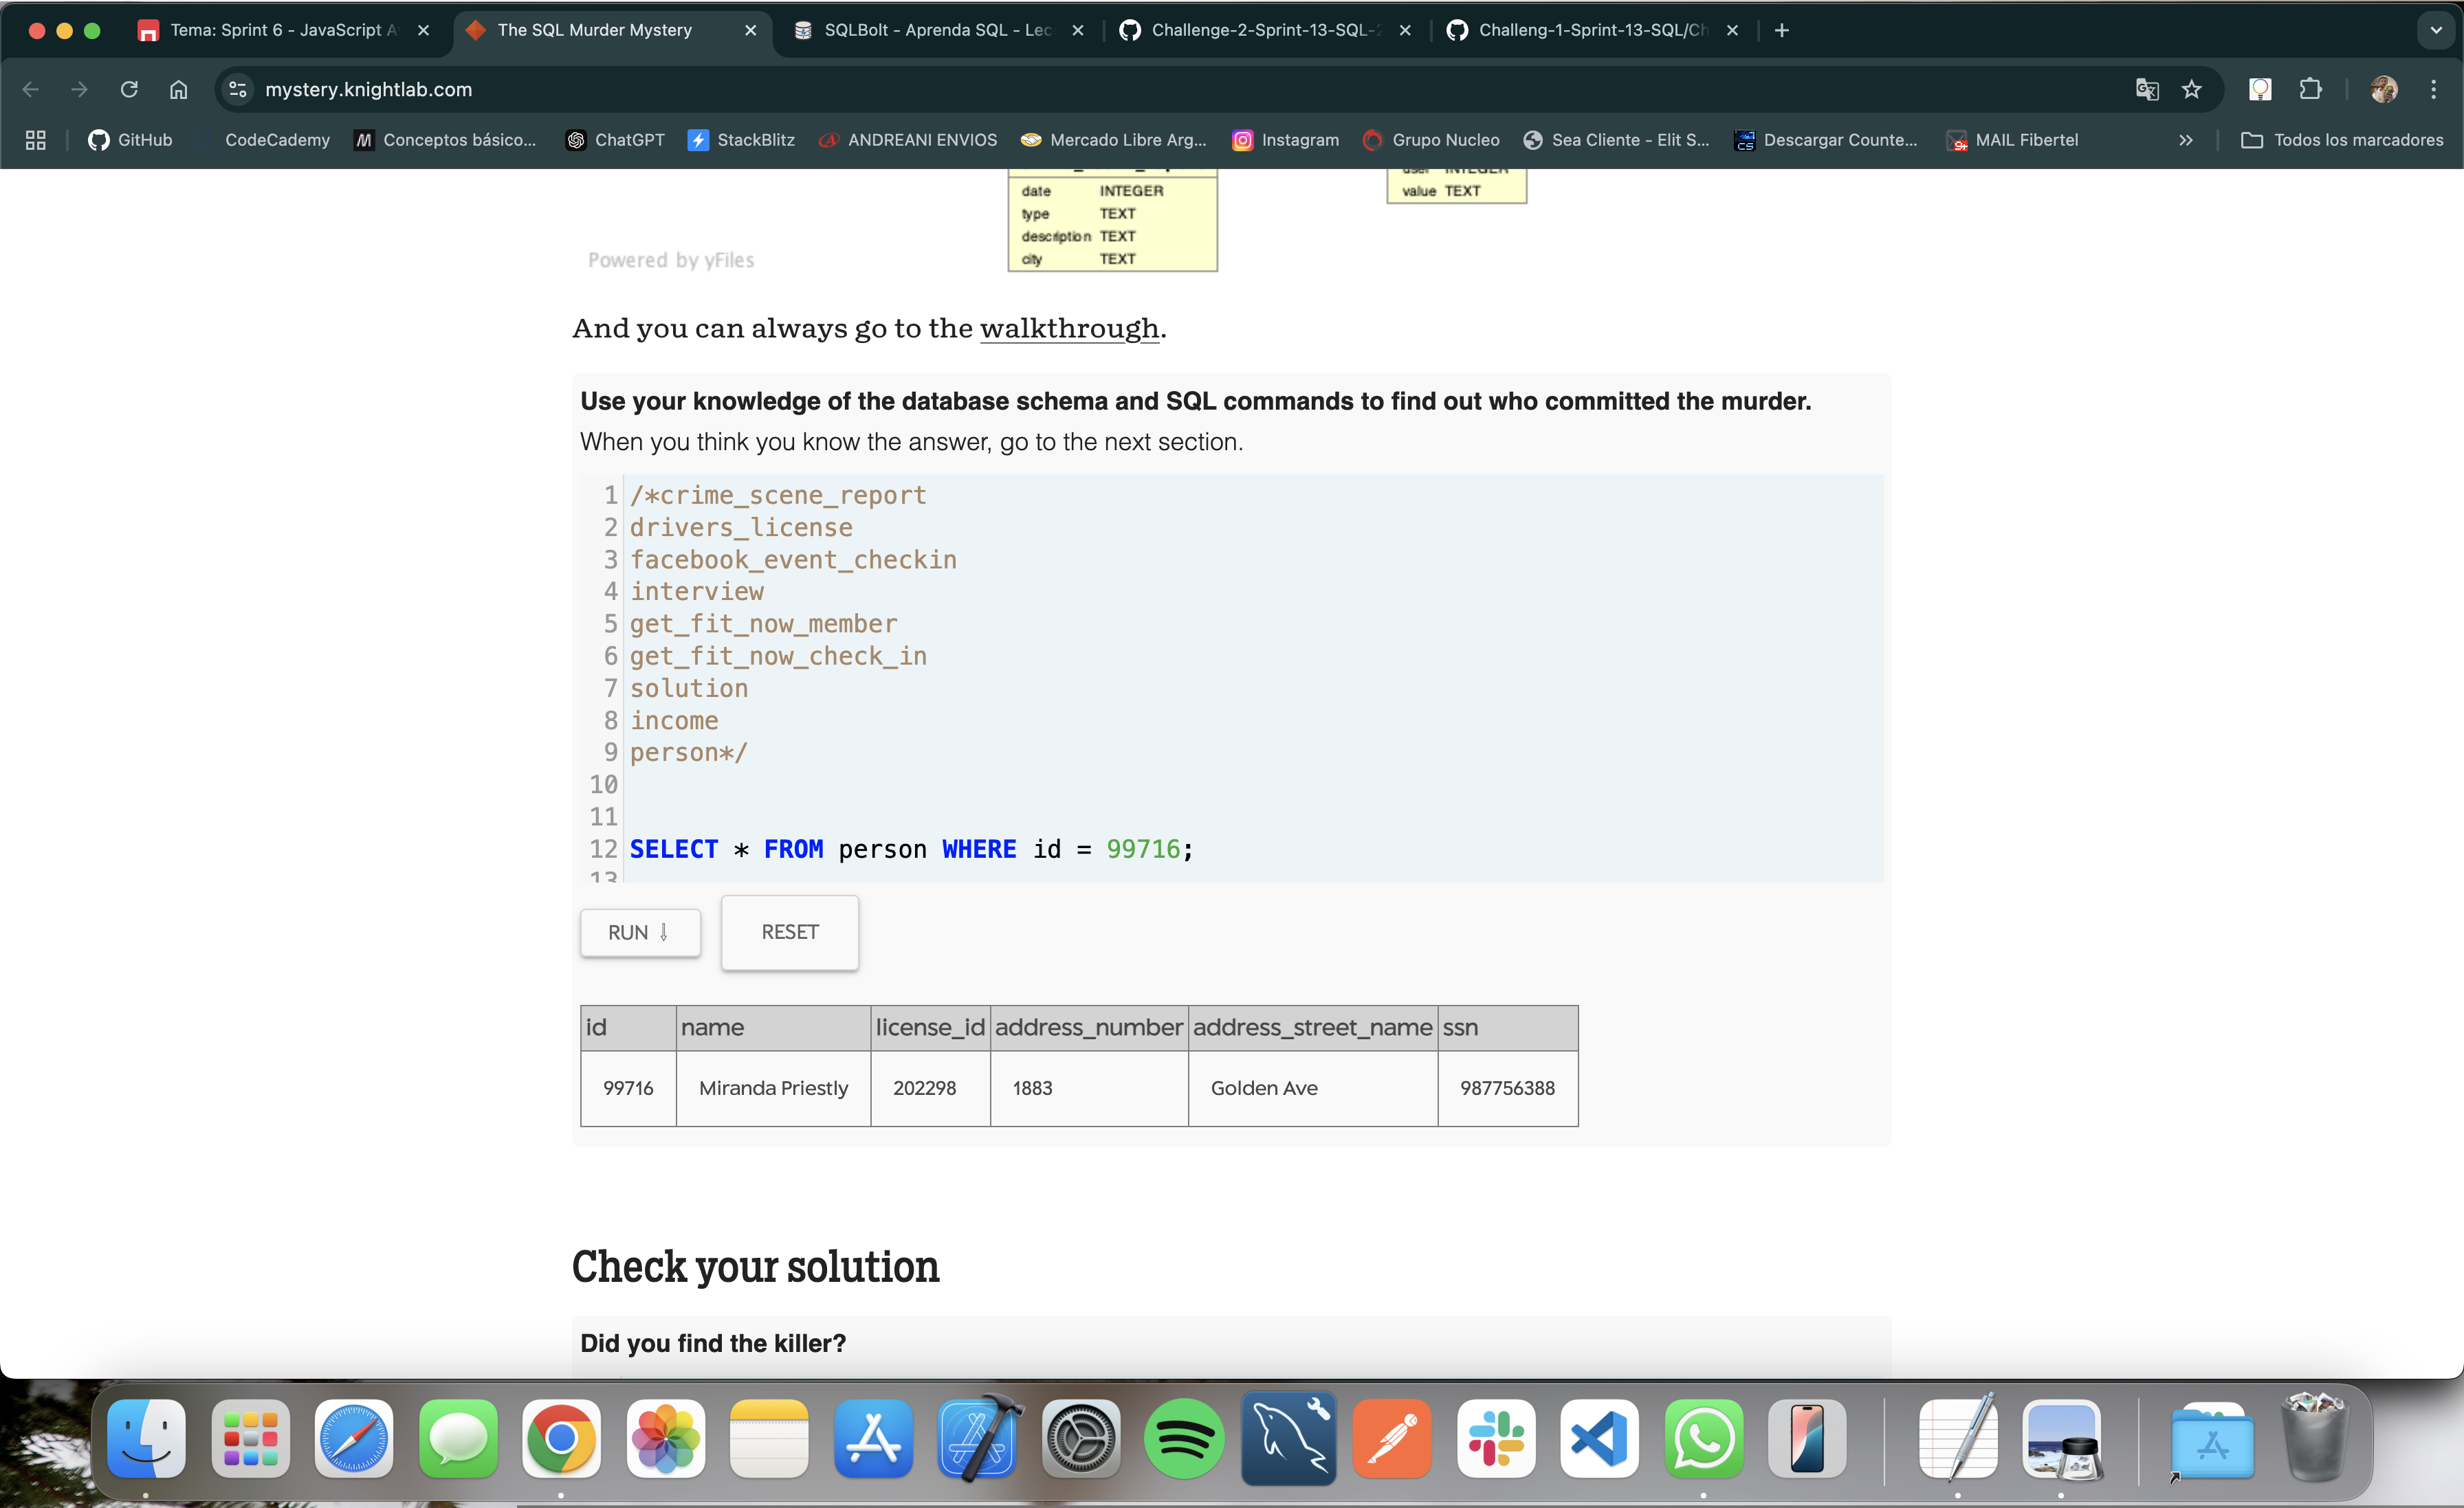 Tema: Sprint 6 - JavaScript A
The SQL Murder Mystery
SQLBolt - Aprenda SQL - Lec
Challenge-2-Sprint-13-SQL-2
Challeng-1-Sprint-13-SQL/Ch
mystery.knightlab.com
GitHub
CodeCademy
Conceptos básico...
ChatGPT
StackBlitz
ANDREANI ENVIOS
Mercado Libre Arg...
Instagram
Grupo Nucleo
Sea Cliente - Elit S...
Descargar Counte...
MAIL Fibertel
Todos los marcadores
date INTEGER
type TEXT
description TEXT
city TEXT
user INTEGER
value TEXT
Powered by yFiles
And you can always go to the walkthrough.
Use your knowledge of the database schema and SQL commands to find out who committed the murder.
When you think you know the answer, go to the next section.
1 /*crime_scene_report
2 drivers_license
3 facebook_event_checkin
4 interview
5 get_fit_now_member
6 get_fit_now_check_in
7 solution
8 income
9 person*/
10
11
12 SELECT * FROM person WHERE id = 99716;
13
RUN ⇩
RESET
id name license_id address_number address_street_name ssn
99716 Miranda Priestly 202298 1883 Golden Ave 987756388
Check your solution
Did you find the killer?